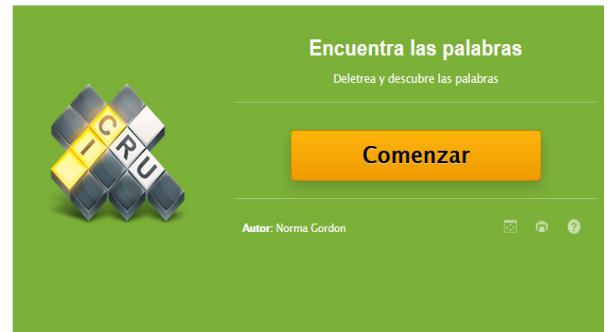 Encuentra las palabras
Deletrea y descubre las palabras
C
I R
U
Comenzar
Autor: Norma Gordon
?